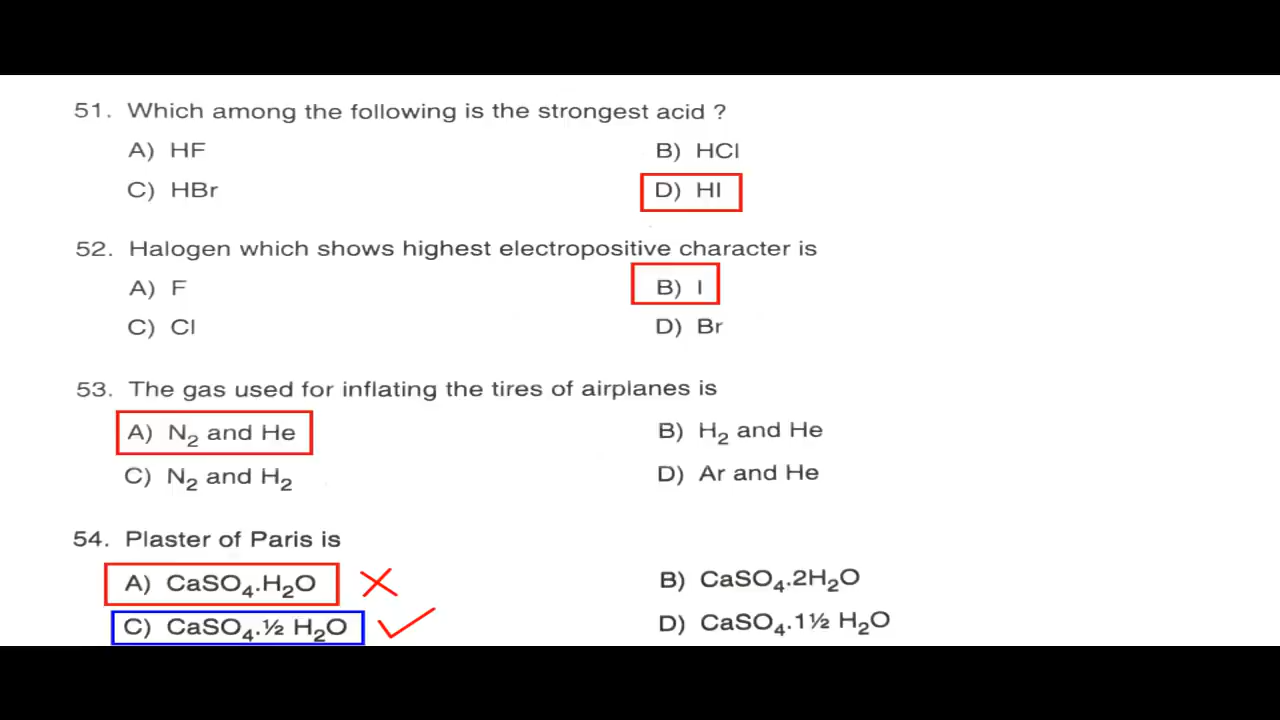 51. Which among the following is the strongest acid ?
A) HF B) HCl
C) HBr D) HI
52. Halogen which shows highest electropositive character is
A) F B) I
C) Cl D) Br
53. The gas used for inflating the tires of airplanes is
A) N₂ and He B) H₂ and He
C) N₂ and H₂ D) Ar and He
54. Plaster of Paris is
A) CaSO₄.H₂O B) CaSO₄.2H₂O
C) CaSO₄.½ H₂O D) CaSO₄.1½ H₂O